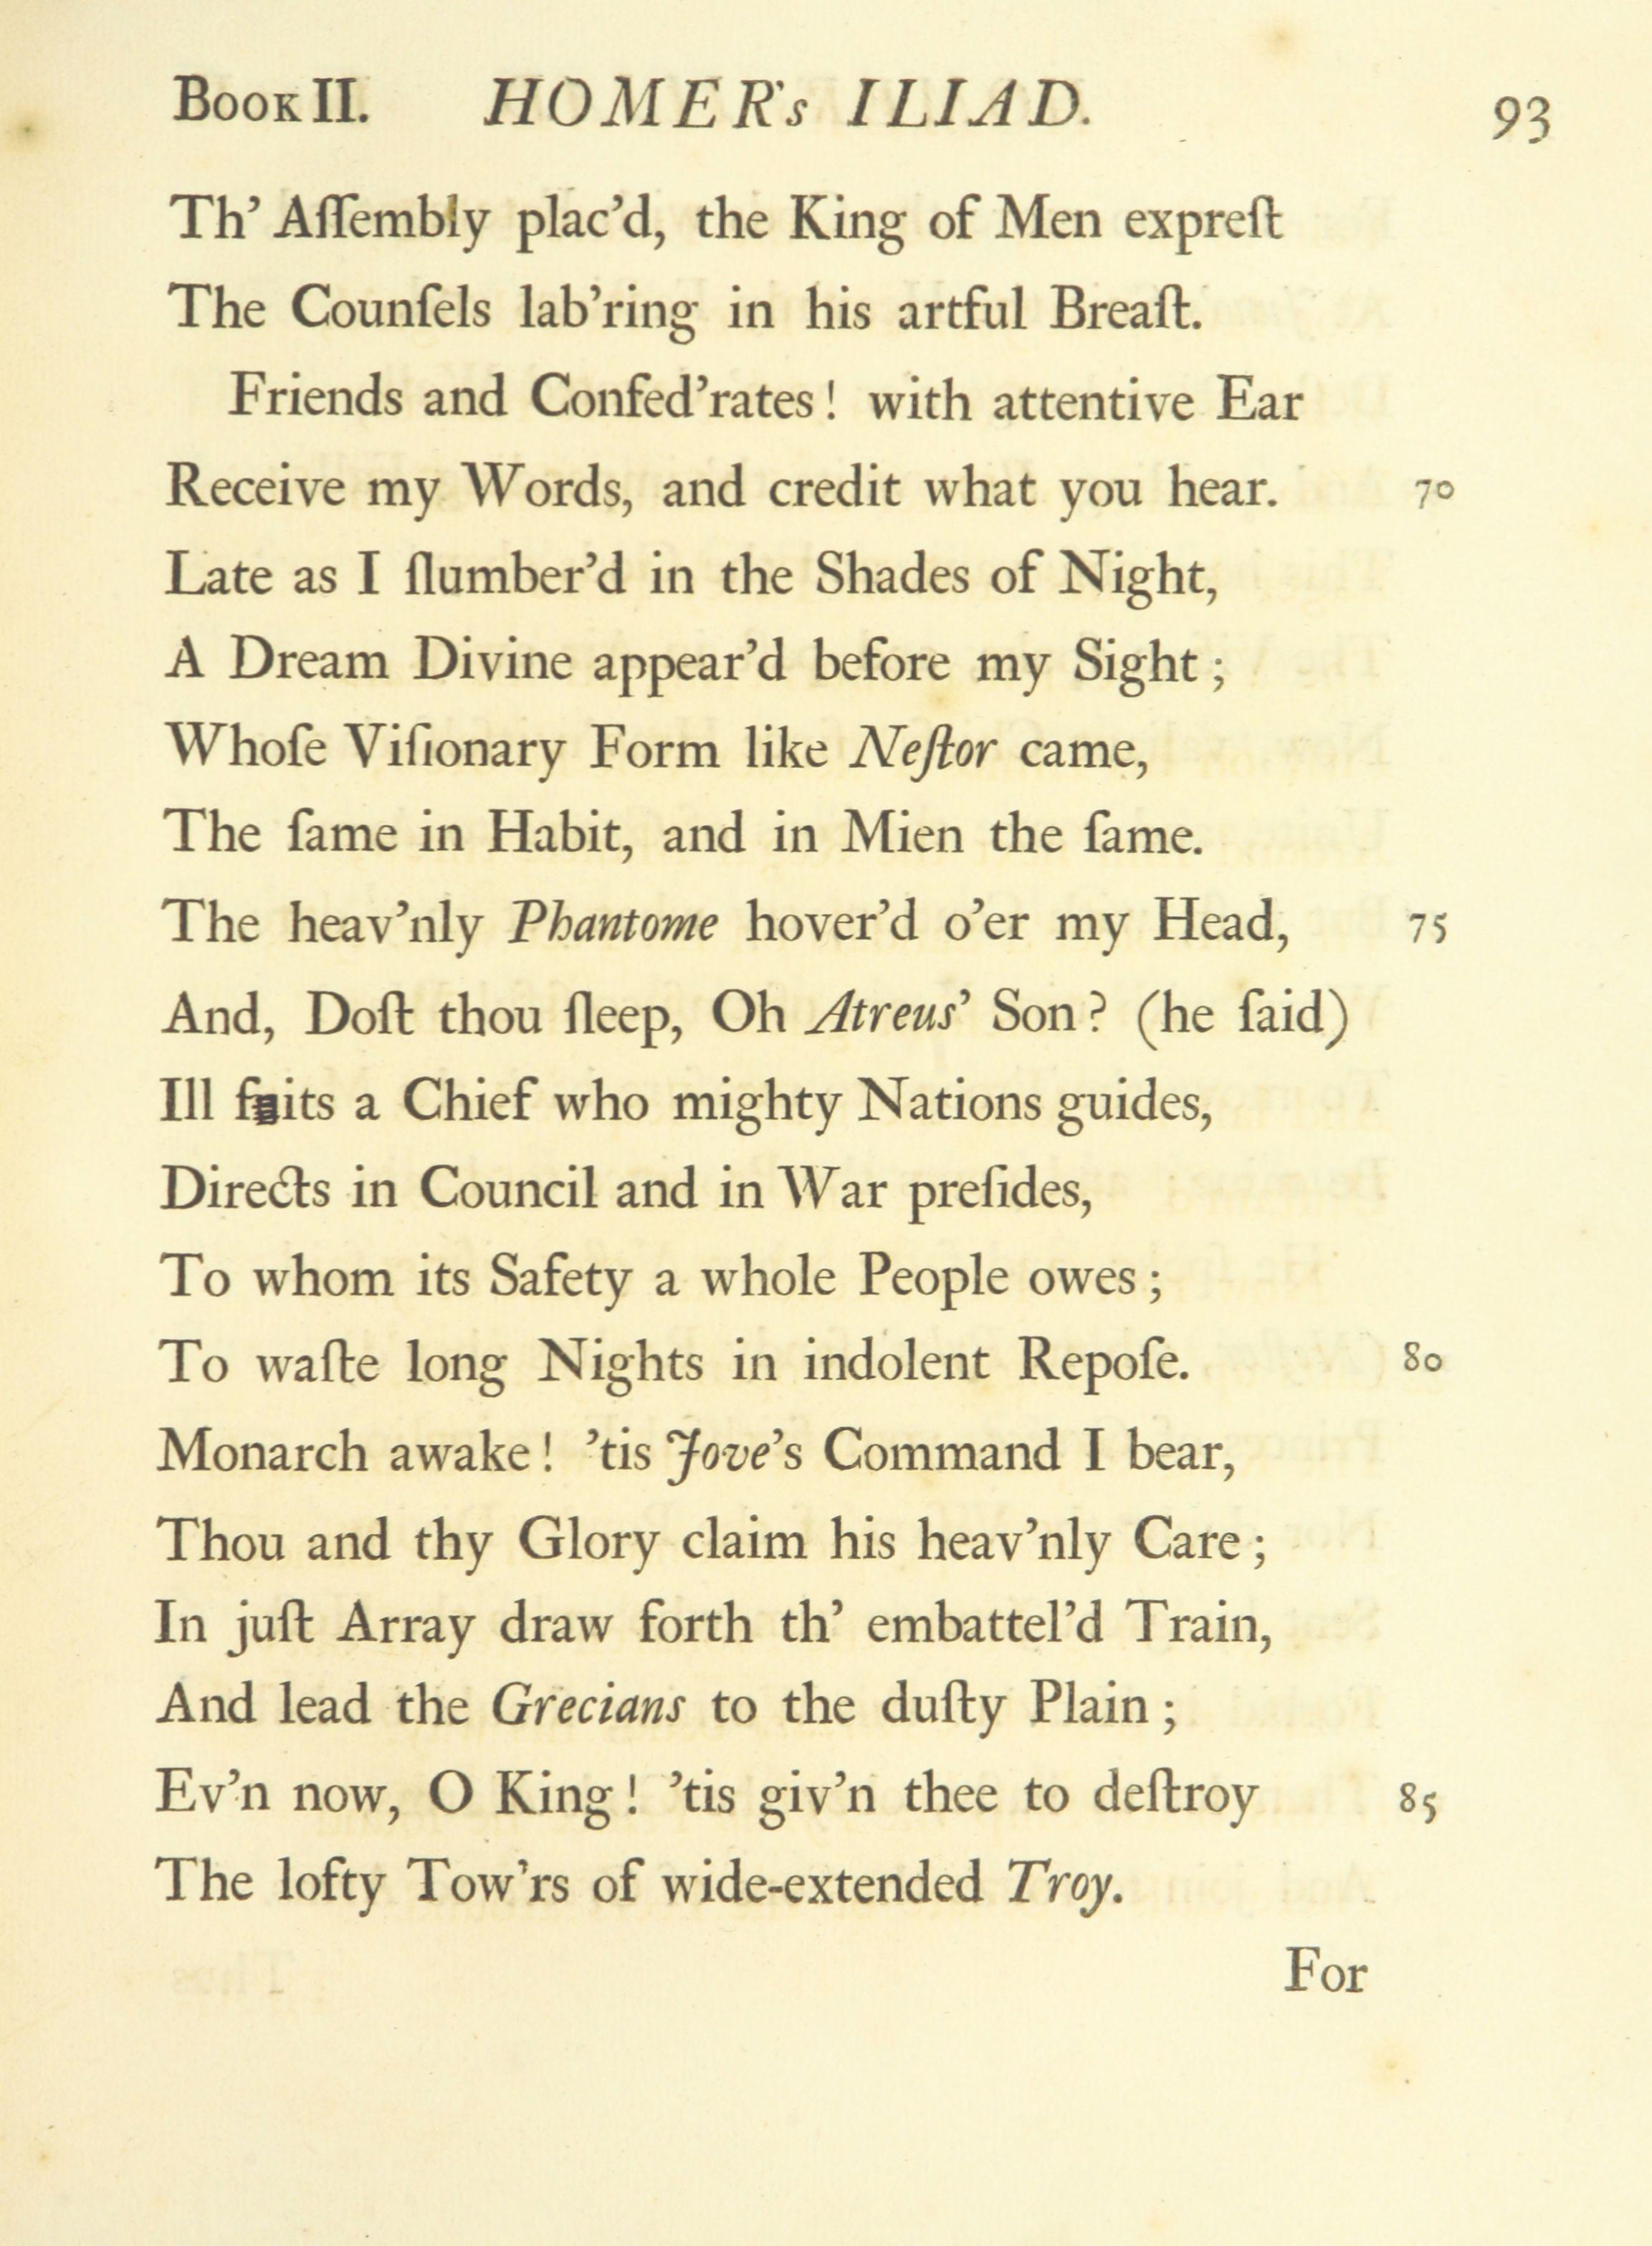 Book II. HOMER's ILIAD. 93
Th' Aſſembly plac'd, the King of Men expreſt
The Counſels lab'ring in his artful Breaſt.
Friends and Confed'rates! with attentive Ear
Receive my Words, and credit what you hear. 70
Late as I ſlumber'd in the Shades of Night,
A Dream Divine appear'd before my Sight;
Whoſe Viſionary Form like Neſtor came,
The ſame in Habit, and in Mien the ſame.
The heav'nly Phantome hover'd o'er my Head, 75
And, Doſt thou ſleep, Oh Atreus' Son? (he ſaid)
Ill ſuits a Chief who mighty Nations guides,
Directs in Council and in War preſides,
To whom its Safety a whole People owes;
To waſte long Nights in indolent Repoſe. 80
Monarch awake! 'tis Jove's Command I bear,
Thou and thy Glory claim his heav'nly Care;
In juſt Array draw forth th' embattel'd Train,
And lead the Grecians to the duſty Plain;
Ev'n now, O King! 'tis giv'n thee to deſtroy 85
The lofty Tow'rs of wide-extended Troy.
For